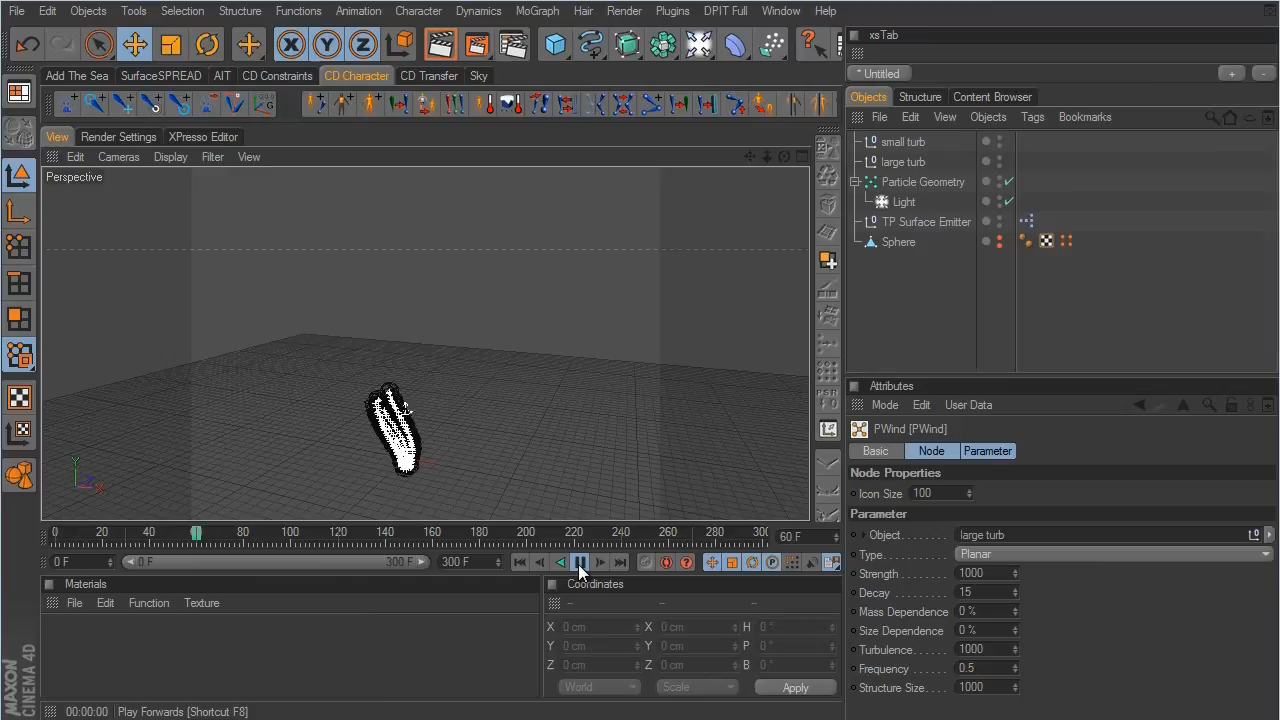 File Edit Objects Tools Selection Structure Functions Animation Character Dynamics MoGraph Hair Render Plugins DPIT Full Window Help
xsTab
* Untitled + -
Add The Sea SurfaceSPREAD AIT CD Constraints CD Character CD Transfer Sky
Objects Structure Content Browser
File Edit View Objects Tags Bookmarks
View Render Settings XPresso Editor
Edit Cameras Display Filter View
Perspective
small turb
large turb
Particle Geometry
Light
TP Surface Emitter
Sphere
Y
Z
X
PSR
Attributes
Mode Edit User Data
PWind [PWind]
Basic Node Parameter
Node Properties
Icon Size 100
Parameter
Object large turb
Type Planar
Strength 1000
Decay 15
Mass Dependence 0 %
Size Dependence 0 %
Turbulence 1000
Frequency 0.5
Structure Size 1000
0 20 40 60 80 100 120 140 160 180 200 220 240 260 280 300 60 F
0 F 0 F 300 F 300 F
Materials
File Edit Function Texture
Coordinates
-- -- --
X 0 cm X 0 cm H 0 °
Y 0 cm Y 0 cm P 0 °
Z 0 cm Z 0 cm B 0 °
World Scale Apply
MAXON
CINEMA 4D
00:00:00 Play Forwards [Shortcut F8]